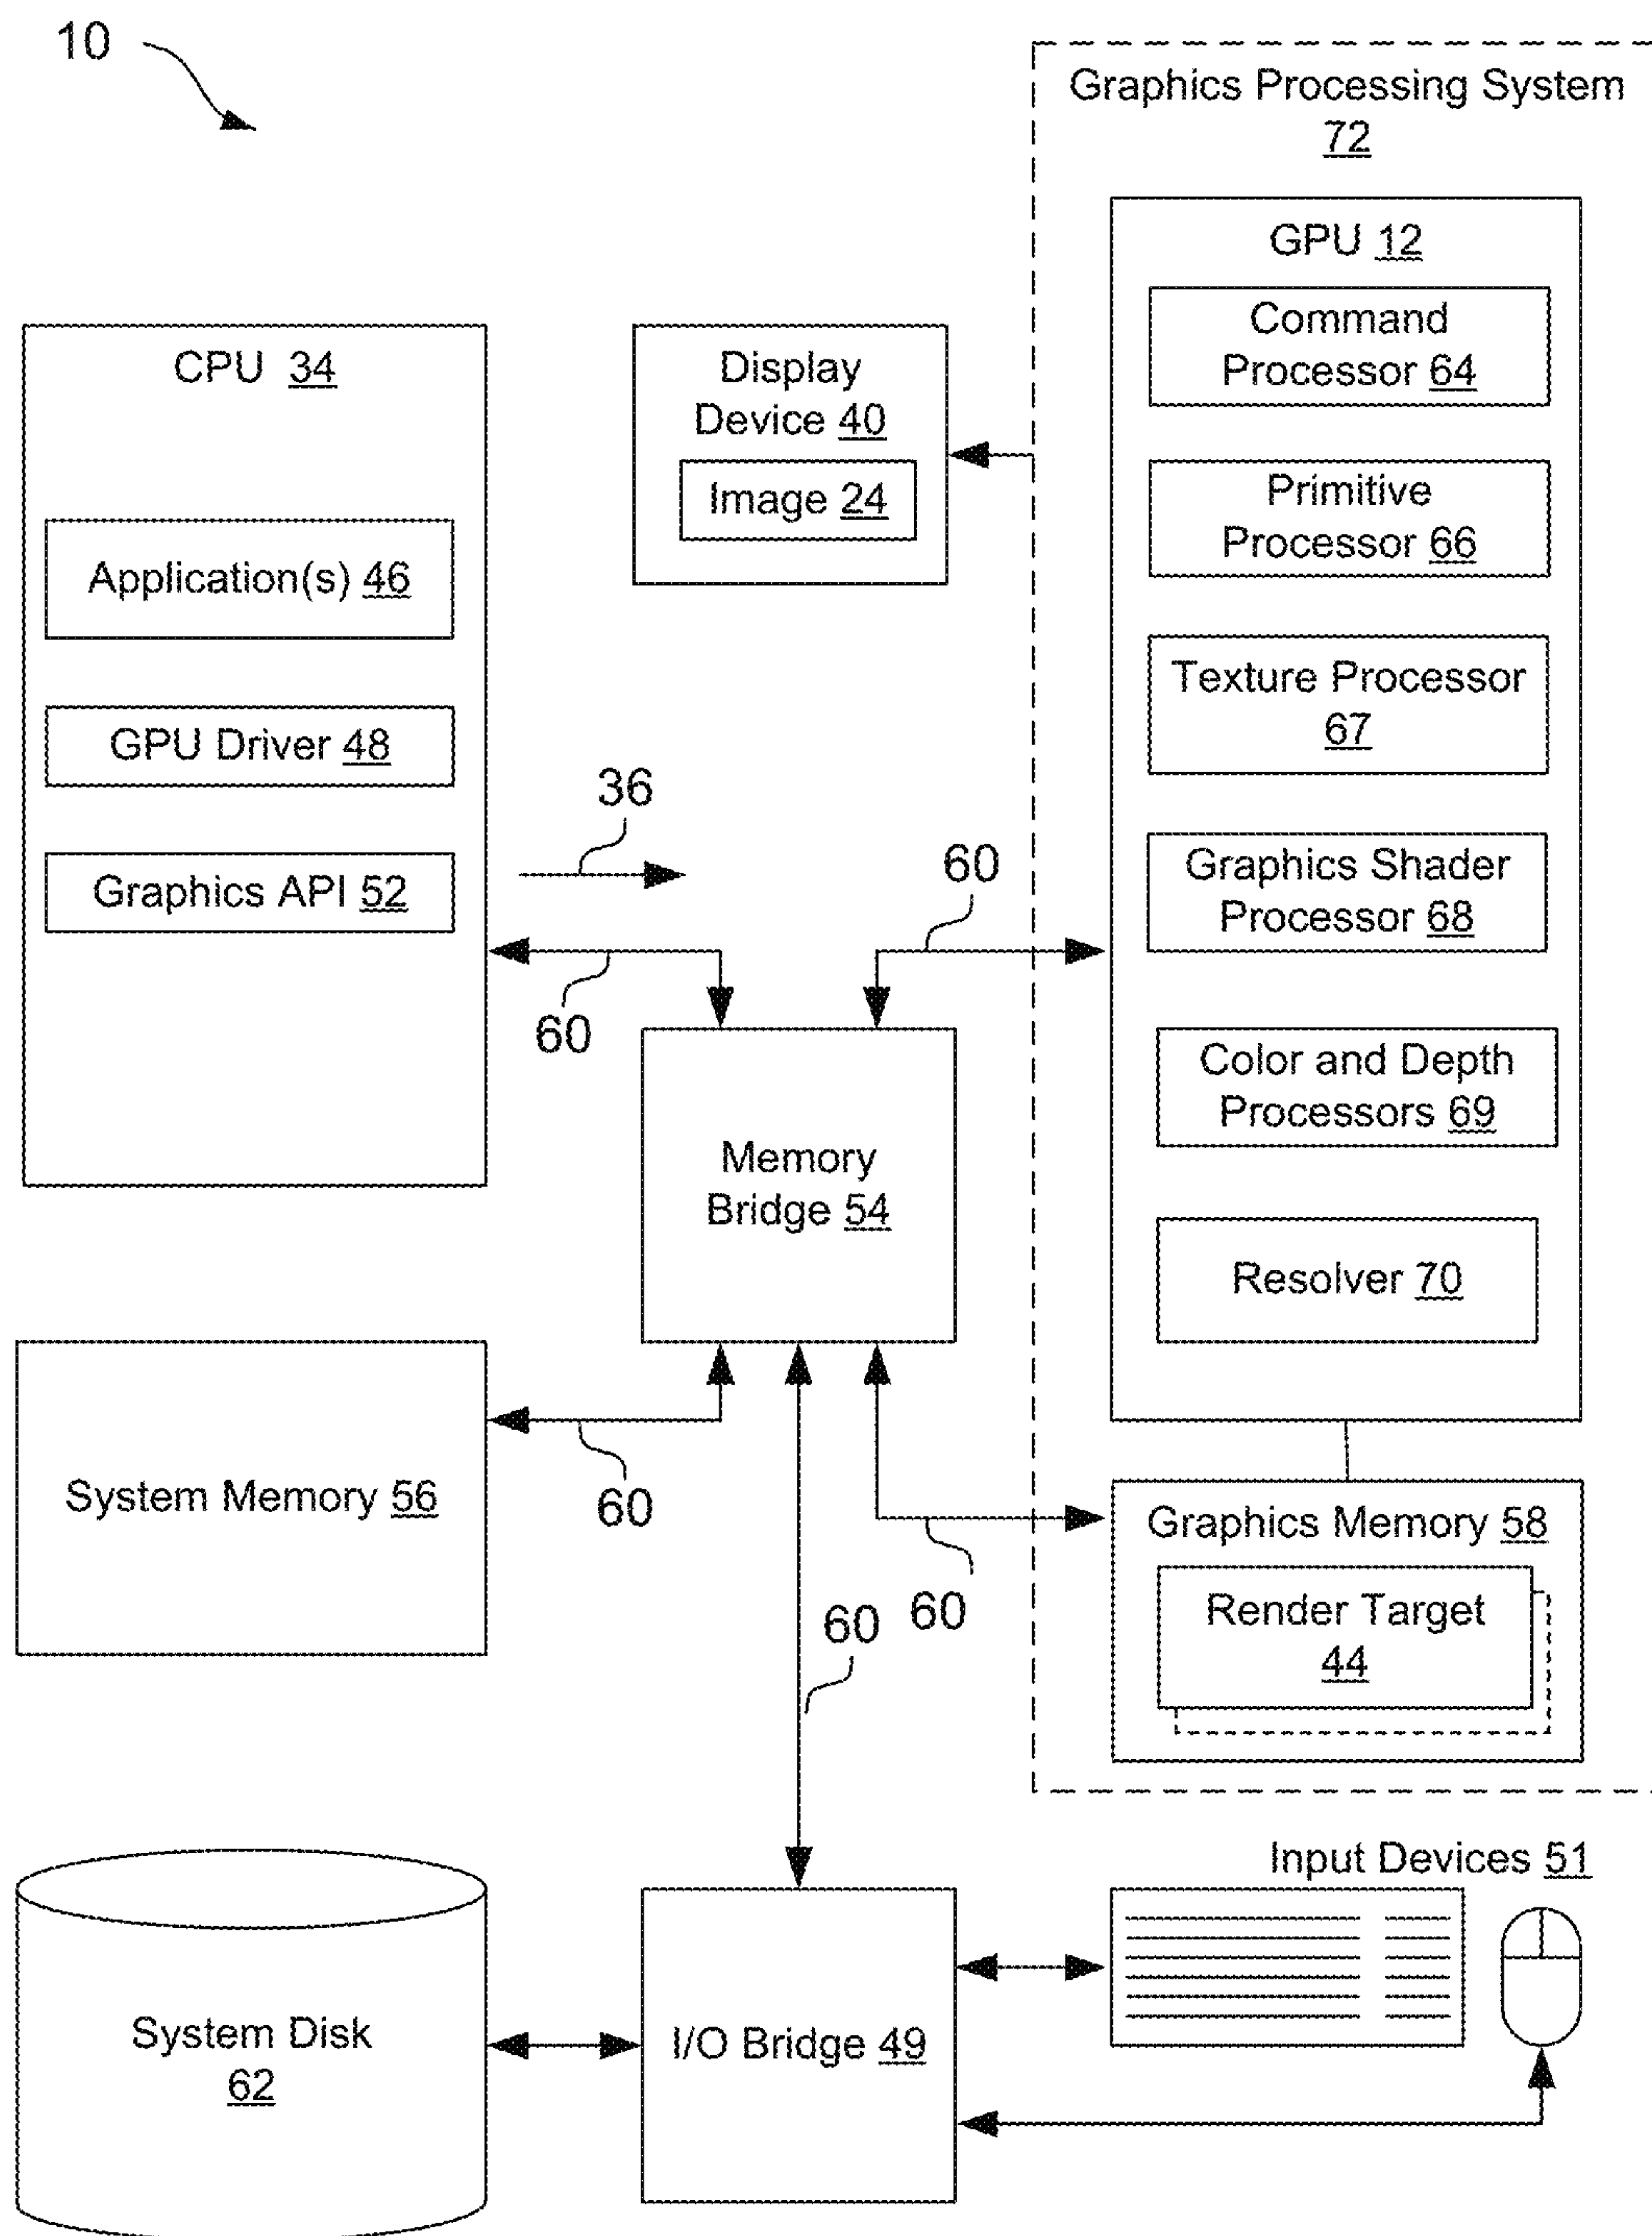 10
Graphics Processing System
72
GPU 12
Command
Processor 64
Primitive
Processor 66
Texture Processor
67
Graphics Shader
Processor 68
Color and Depth
Processors 69
Resolver 70
CPU 34
Application(s) 46
GPU Driver 48
Graphics API 52
Display
Device 40
Image 24
36
60
60
Memory
Bridge 54
System Memory 56
60
60
60
Graphics Memory 58
Render Target
44
System Disk
62
I/O Bridge 49
Input Devices 51